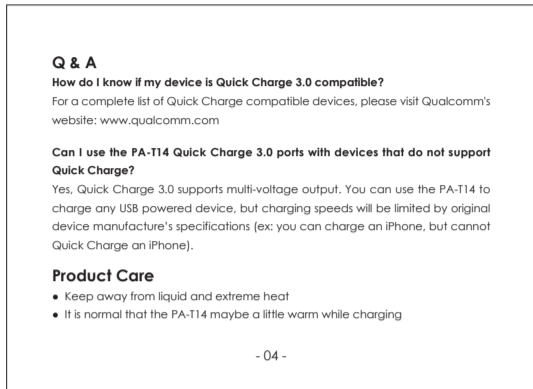 Q & A
How do I know if my device is Quick Charge 3.0 compatible?
For a complete list of Quick Charge compatible devices, please visit Qualcomm's
website: www.qualcomm.com
Can I use the PA-T14 Quick Charge 3.0 ports with devices that do not support
Quick Charge?
Yes, Quick Charge 3.0 supports multi-voltage output. You can use the PA-T14 to
charge any USB powered device, but charging speeds will be limited by original
device manufacture's specifications (ex: you can charge an iPhone, but cannot
Quick Charge an iPhone).
Product Care
● Keep away from liquid and extreme heat
● It is normal that the PA-T14 maybe a little warm while charging
- 04 -